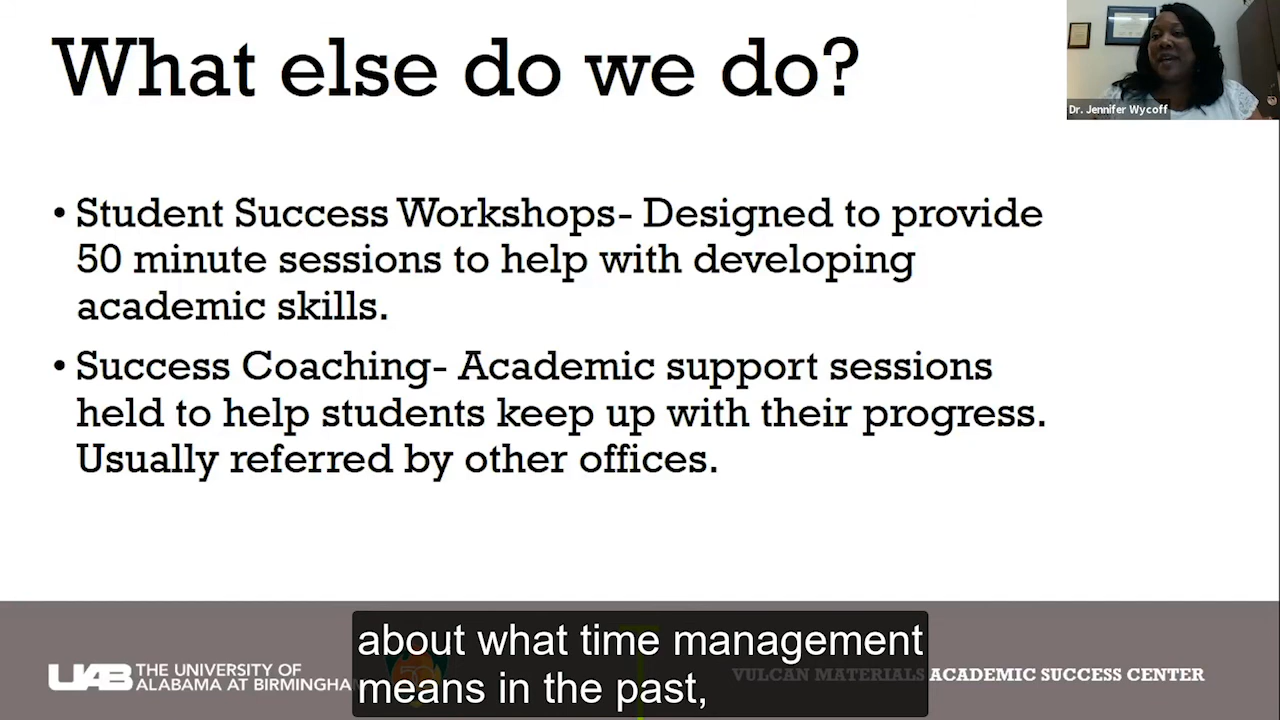 What else do we do?
Dr. Jennifer Wycoff
• Student Success Workshops- Designed to provide
50 minute sessions to help with developing
academic skills.
• Success Coaching- Academic support sessions
held to help students keep up with their progress.
Usually referred by other offices.
about what time management
means in the past,
UAB THE UNIVERSITY OF
ALABAMA AT BIRMINGHAM
VULCAN MATERIALS ACADEMIC SUCCESS CENTER